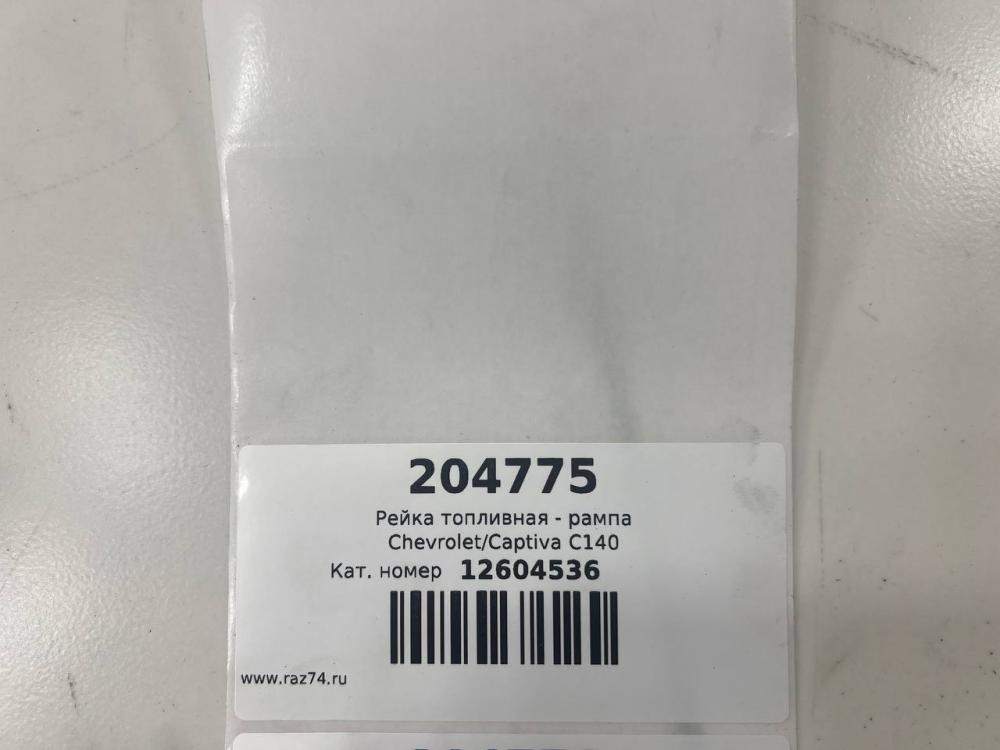 204775
Рейка топливная - рампа
Chevrolet/Captiva C140
Кат. номер 12604536
www.raz74.ru